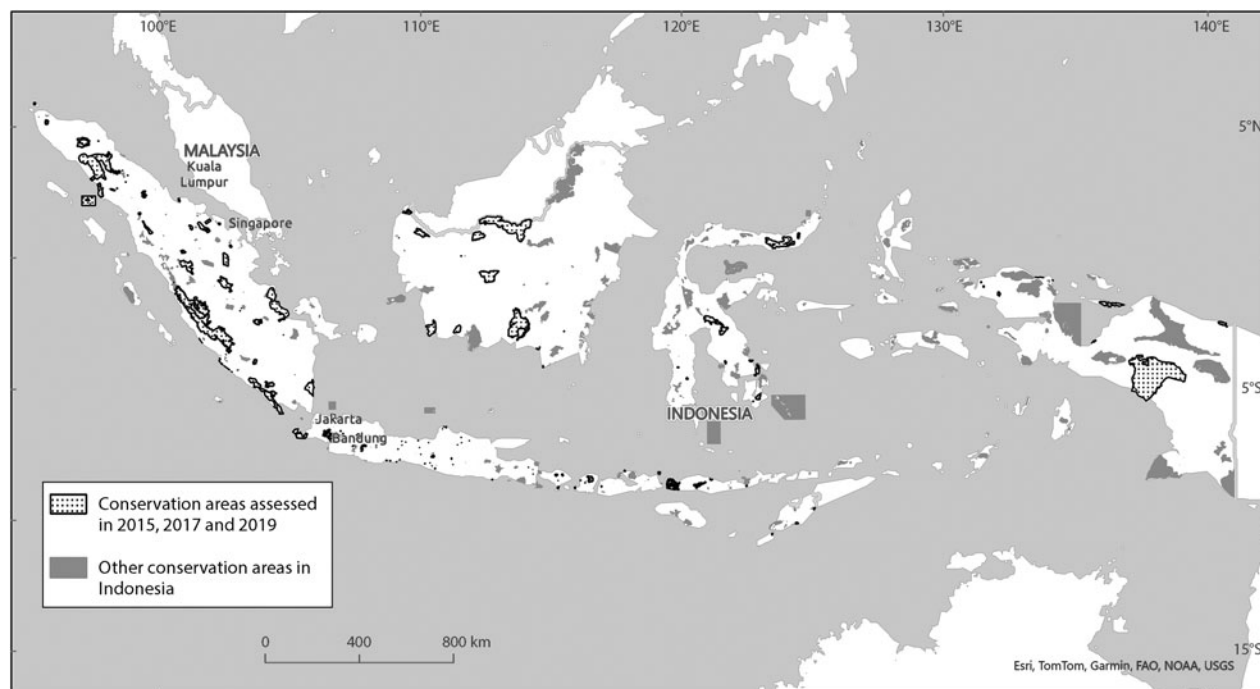 100°E 110°E 120°E 130°E 140°E
5°N
MALAYSIA
Kuala
Lumpur
Singapore
5°S
INDONESIA
Jakarta
Bandung
Conservation areas assessed
in 2015, 2017 and 2019
Other conservation areas in
Indonesia
0 400 800 km
15°S
Esri, TomTom, Garmin, FAO, NOAA, USGS